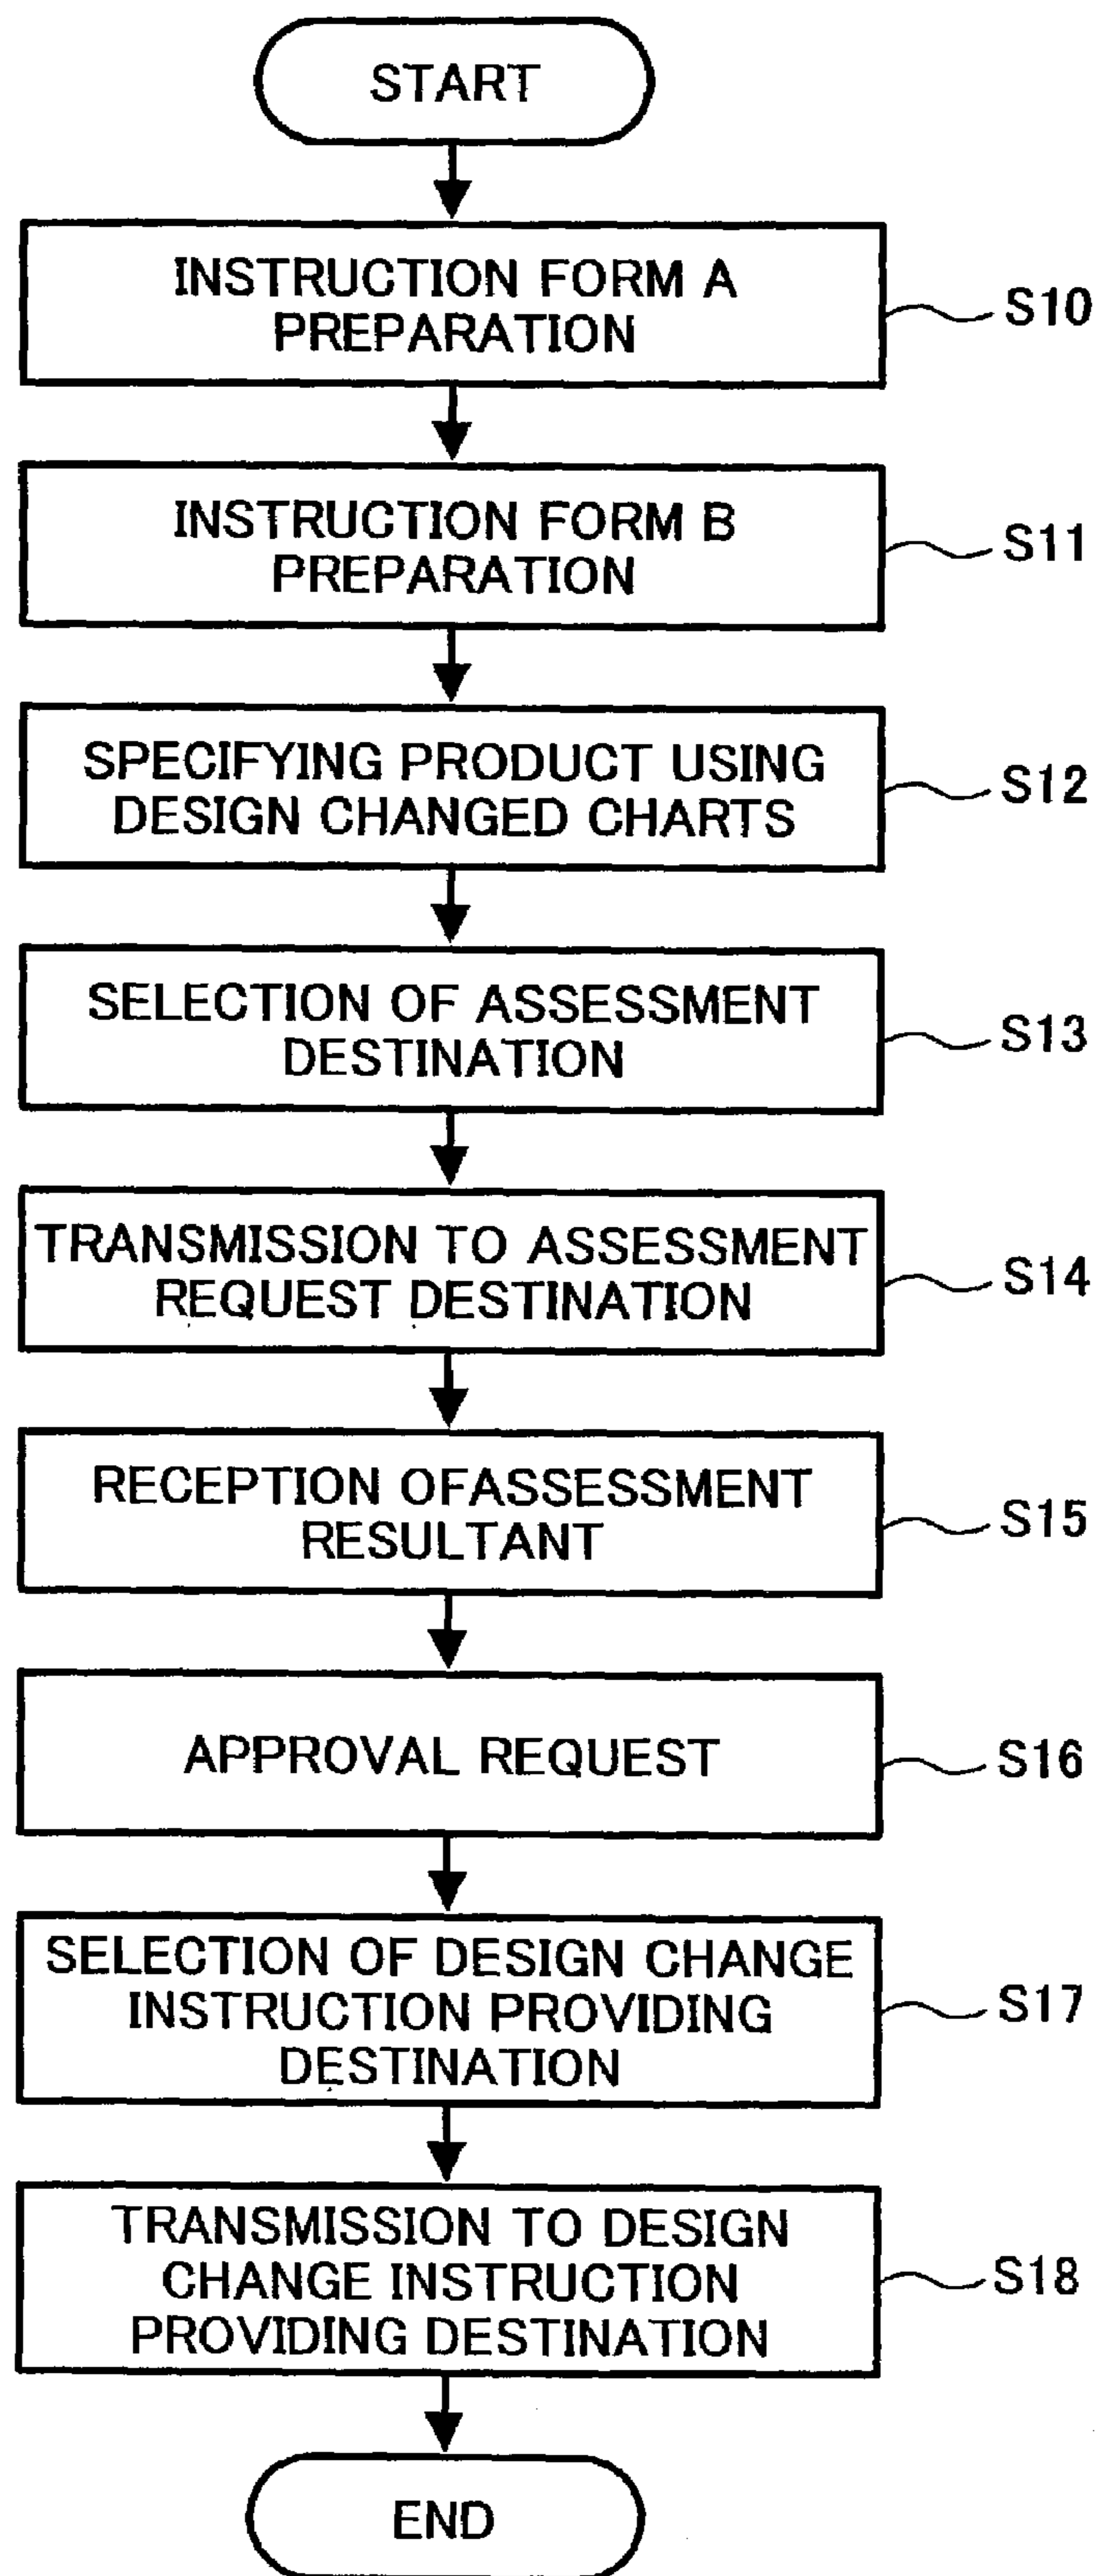 START
INSTRUCTION FORM A
PREPARATION
S10
INSTRUCTION FORM B
PREPARATION
S11
SPECIFYING PRODUCT USING
DESIGN CHANGED CHARTS
S12
SELECTION OF ASSESSMENT
DESTINATION
S13
TRANSMISSION TO ASSESSMENT
REQUEST DESTINATION
S14
RECEPTION OFASSESSMENT
RESULTANT
S15
APPROVAL REQUEST
S16
SELECTION OF DESIGN CHANGE
INSTRUCTION PROVIDING
DESTINATION
S17
TRANSMISSION TO DESIGN
CHANGE INSTRUCTION
PROVIDING DESTINATION
S18
END